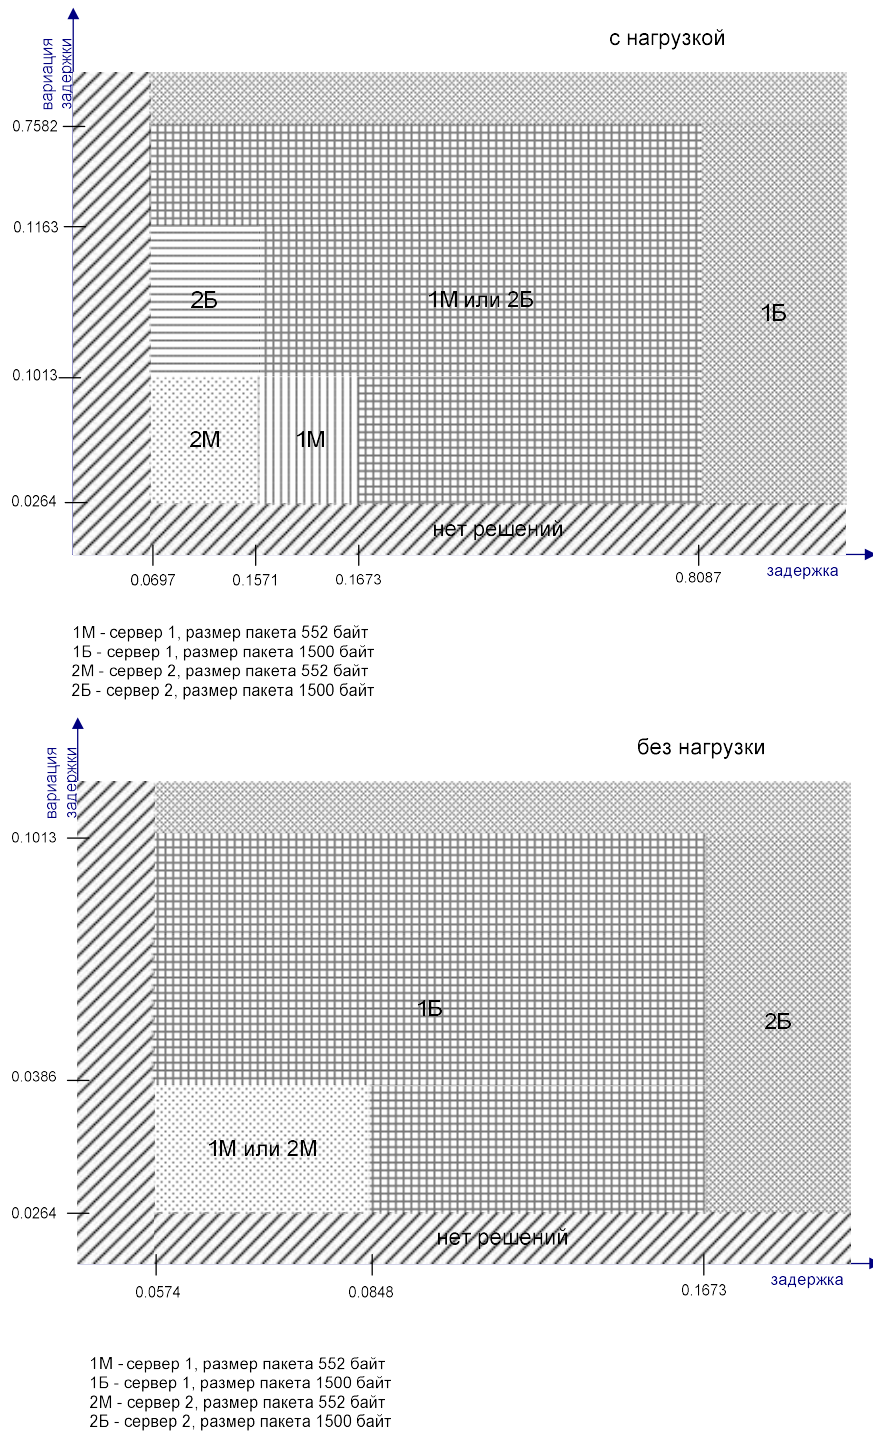 с нагрузкой
вариация
задержки
0.7582
0.1163
2Б
1М или 2Б
1Б
0.1013
2М
1М
0.0264
нет решений
0.0697
0.1571
0.1673
0.8087
задержка
1М - сервер 1, размер пакета 552 байт
1Б - сервер 1, размер пакета 1500 байт
2М - сервер 2, размер пакета 552 байт
2Б - сервер 2, размер пакета 1500 байт
без нагрузки
вариация
задержки
0.1013
1Б
2Б
0.0386
1М или 2М
0.0264
нет решений
0.0574
0.0848
0.1673
задержка
1М - сервер 1, размер пакета 552 байт
1Б - сервер 1, размер пакета 1500 байт
2М - сервер 2, размер пакета 552 байт
2Б - сервер 2, размер пакета 1500 байт